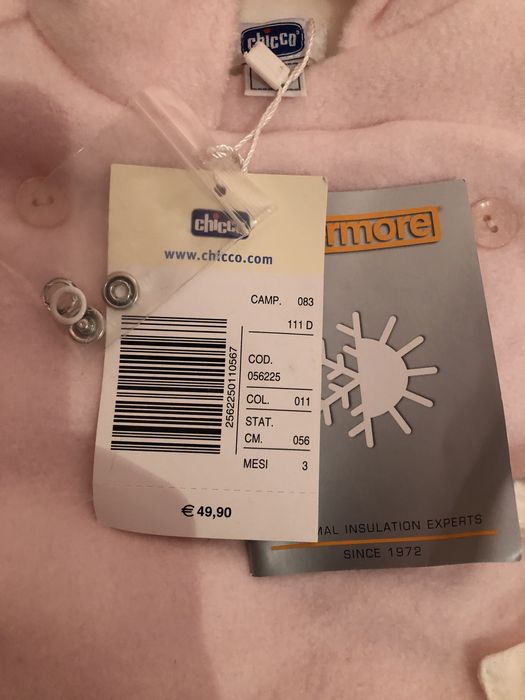 chicco
chicco
www.chicco.com
CAMP. 083
111 D
COD.
056225
COL. 011
STAT.
CM. 056
MESI 3
2562250110567
€ 49,90
rmore
MAL INSULATION EXPERTS
SINCE 1972